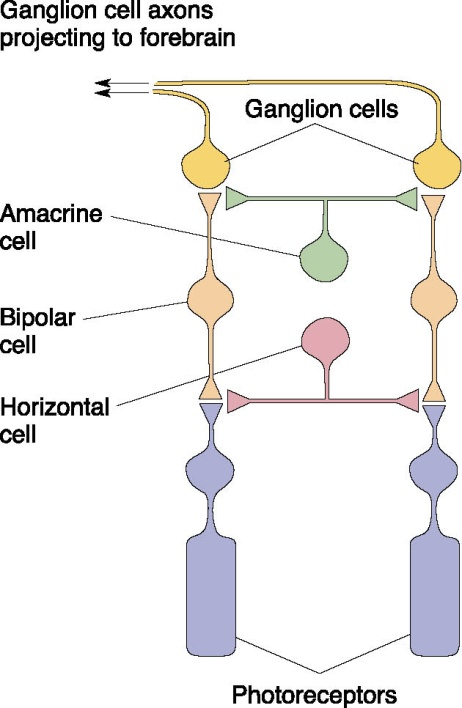 Ganglion cell axons
projecting to forebrain
Ganglion cells
Amacrine
cell
Bipolar
cell
Horizontal
cell
Photoreceptors